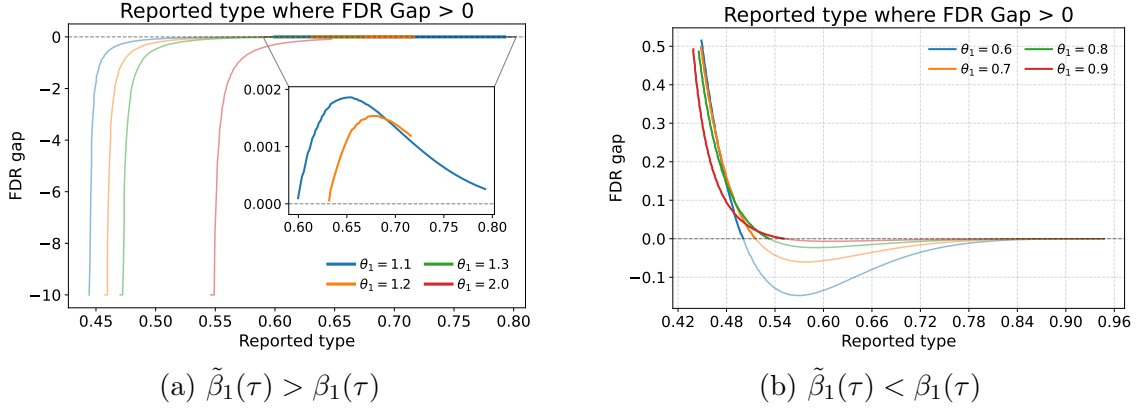 Reported type where FDR Gap > 0
FDR gap
0
−2
−4
−6
−8
−10
0.002
0.001
0.000
0.60 0.65 0.70 0.75 0.80
θ₁ = 1.1 θ₁ = 1.3
θ₁ = 1.2 θ₁ = 2.0
0.45 0.50 0.55 0.60 0.65 0.70 0.75 0.80
Reported type
(a) β̃₁(τ) > β₁(τ)
Reported type where FDR Gap > 0
FDR gap
0.5
0.4
0.3
0.2
0.1
0.0
−0.1
θ₁ = 0.6 θ₁ = 0.8
θ₁ = 0.7 θ₁ = 0.9
0.42 0.48 0.54 0.60 0.66 0.72 0.78 0.84 0.90 0.96
Reported type
(b) β̃₁(τ) < β₁(τ)